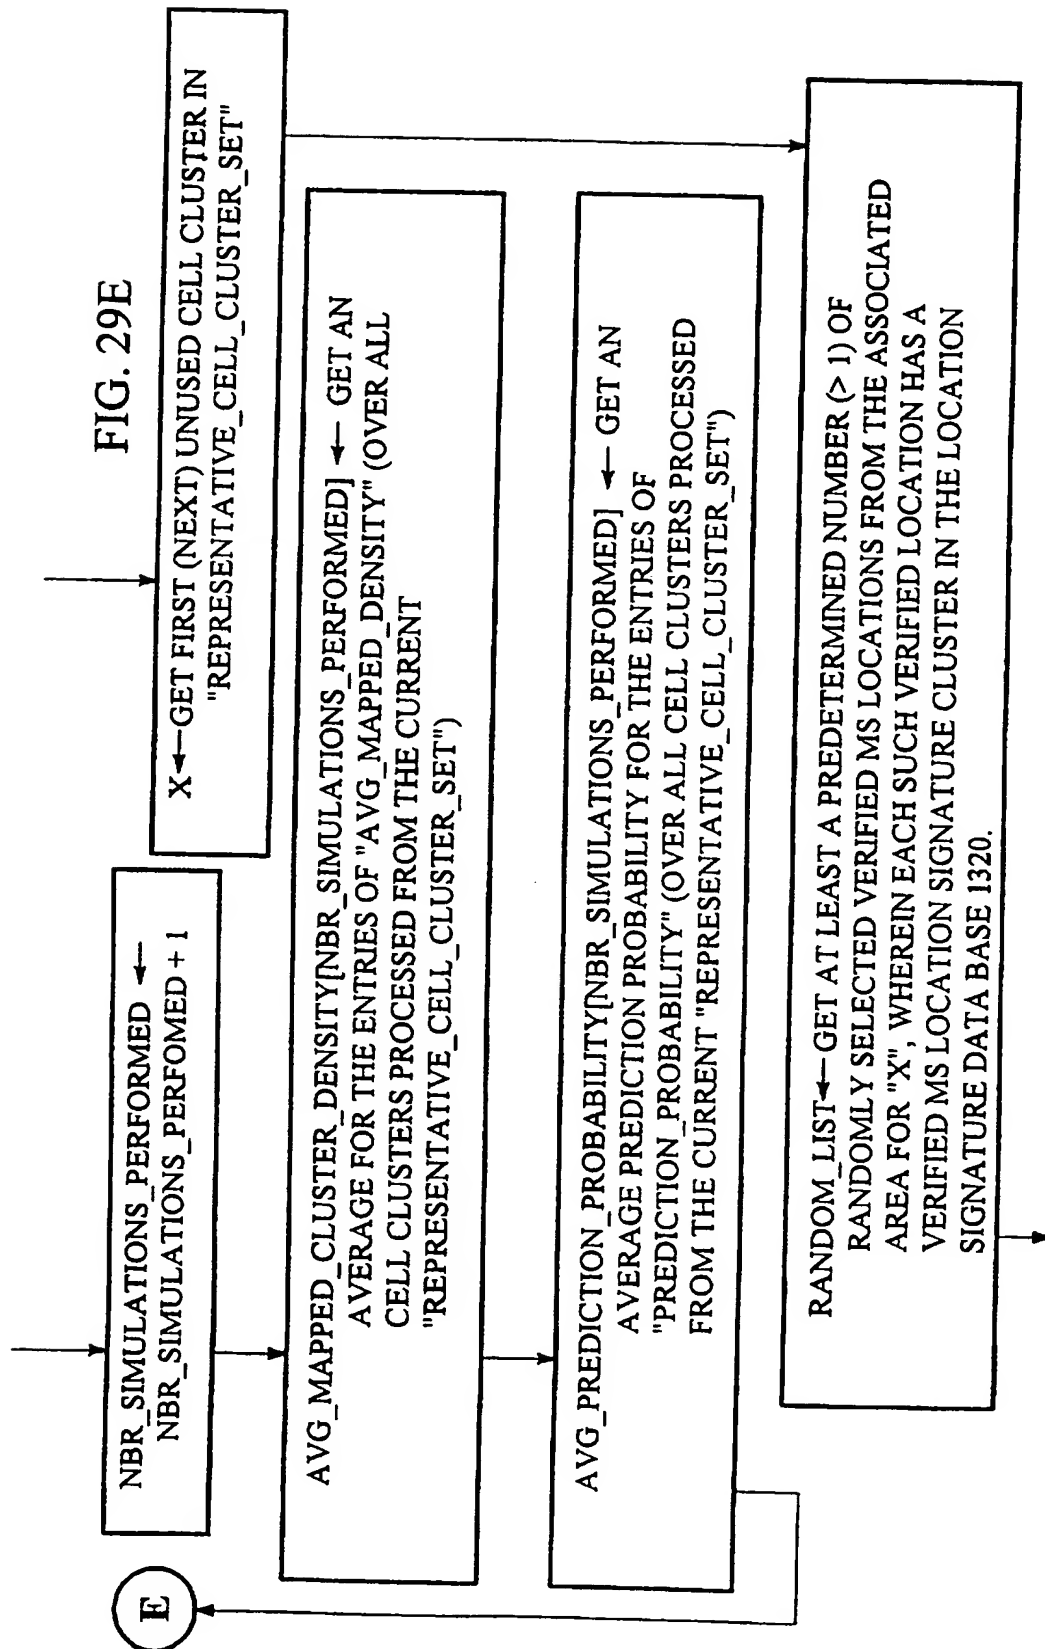 FIG. 29E
NBR_SIMULATIONS_PERFORMED ←
NBR_SIMULATIONS_PERFOMED + 1
X←GET FIRST (NEXT) UNUSED CELL CLUSTER IN
"REPRESENTATIVE_CELL_CLUSTER_SET"
AVG_MAPPED_CLUSTER_DENSITY[NBR_SIMULATIONS_PERFORMED] ← GET AN
AVERAGE FOR THE ENTRIES OF "AVG_MAPPED_DENSITY" (OVER ALL
CELL CLUSTERS PROCESSED FROM THE CURRENT
"REPRESENTATIVE_CELL_CLUSTER_SET")
AVG_PREDICTION_PROBABILITY[NBR_SIMULATIONS_PERFORMED] ← GET AN
AVERAGE PREDICTION PROBABILITY FOR THE ENTRIES OF
"PREDICTION_PROBABILITY" (OVER ALL CELL CLUSTERS PROCESSED
FROM THE CURRENT "REPRESENTATIVE_CELL_CLUSTER_SET")
E
RANDOM_LIST←GET AT LEAST A PREDETERMINED NUMBER (> 1) OF
RANDOMLY SELECTED VERIFIED MS LOCATIONS FROM THE ASSOCIATED
AREA FOR "X", WHEREIN EACH SUCH VERIFIED LOCATION HAS A
VERIFIED MS LOCATION SIGNATURE CLUSTER IN THE LOCATION
SIGNATURE DATA BASE 1320.